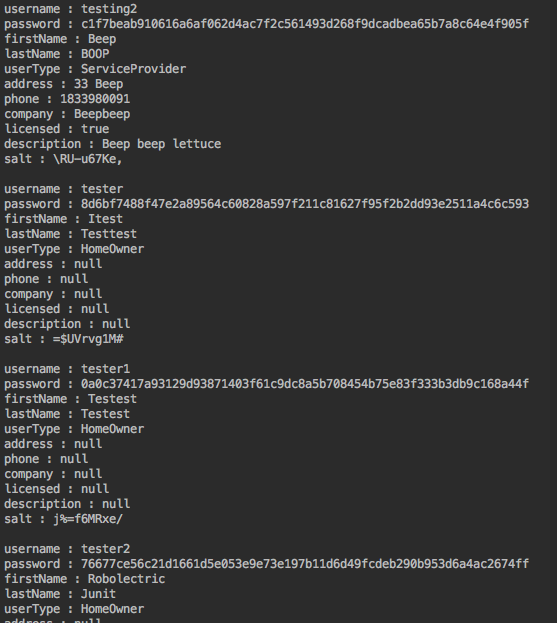 username : testing2
password : c1f7beab910616a6af062d4ac7f2c561493d268f9dcadbea65b7a8c64e4f905f
firstName : Beep
lastName : BOOP
userType : ServiceProvider
address : 33 Beep
phone : 1833980091
company : Beepbeep
licensed : true
description : Beep beep lettuce
salt : \RU-u67Ke,
username : tester
password : 8d6bf7488f47e2a89564c60828a597f211c81627f95f2b2dd93e2511a4c6c593
firstName : Itest
lastName : Testtest
userType : HomeOwner
address : null
phone : null
company : null
licensed : null
description : null
salt : =$UVrvg1M#
username : tester1
password : 0a0c37417a93129d93871403f61c9dc8a5b708454b75e83f333b3db9c168a44f
firstName : Testest
lastName : Testest
userType : HomeOwner
address : null
phone : null
company : null
licensed : null
description : null
salt : j%=f6MRxe/
username : tester2
password : 76677ce56c21d1661d5e053e9e73e197b11d6d49fcdeb290b953d6a4ac2674ff
firstName : Robolectric
lastName : Junit
userType : HomeOwner
address : null